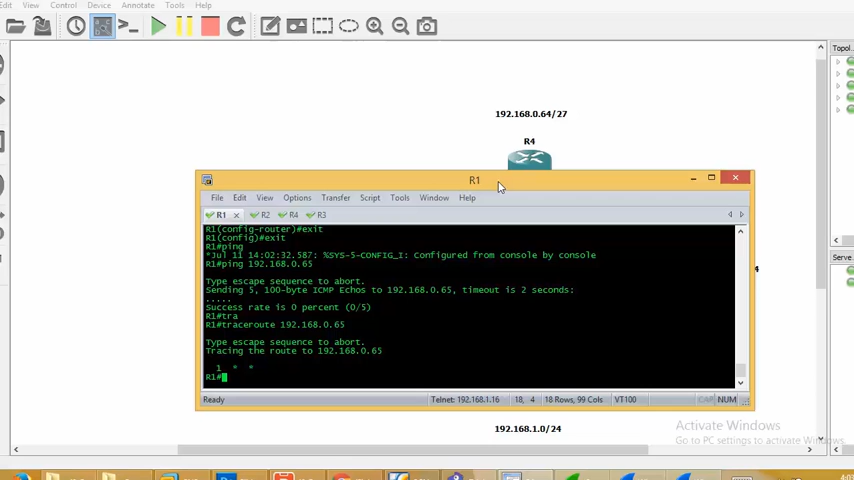 Edit View Control Device Annotate Tools Help
Topol..
192.168.0.64/27
R4
R1
File Edit View Options Transfer Script Tools Window Help
R1 R2 R4 R3
R1(config-router)#exit
R1(config)#exit
R1#ping
*Jul 11 14:02:32.587: %SYS-5-CONFIG_I: Configured from console by console
R1#ping 192.168.0.65
Type escape sequence to abort.
Sending 5, 100-byte ICMP Echos to 192.168.0.65, timeout is 2 seconds:
.....
Success rate is 0 percent (0/5)
R1#tra
R1#traceroute 192.168.0.65
Type escape sequence to abort.
Tracing the route to 192.168.0.65
1 * *
R1#
Serve..
4
Ready Telnet: 192.168.1.16 18, 4 18 Rows, 99 Cols VT100 CAP NUM
192.168.1.0/24
Activate Windows
Go to PC settings to activate Windows.